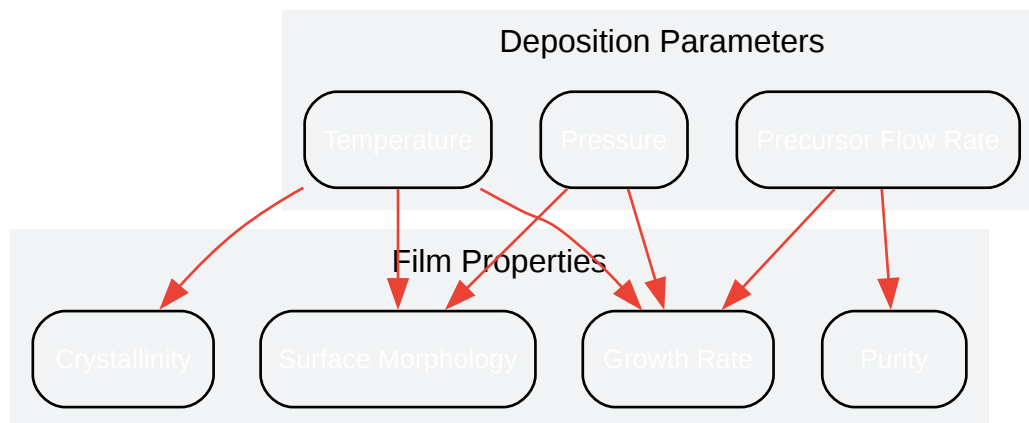 Deposition Parameters
Temperature
Pressure
Precursor Flow Rate
Film Properties
Crystallinity
Surface Morphology
Growth Rate
Purity